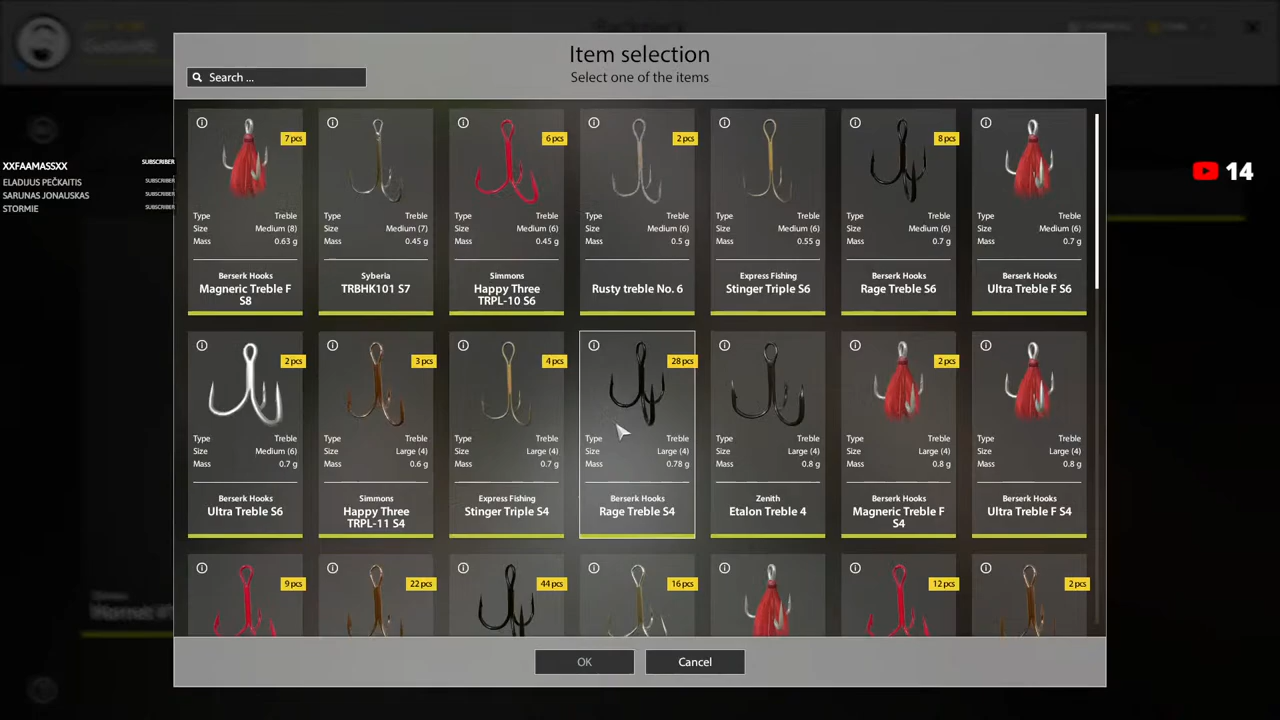 Item selection
Select one of the items
Search ...
XXFAAMASSXX SUBSCRIBER
ELADIJUS PEČKAITIS SUBSCRIBER
SARUNAS JONAUSKAS SUBSCRIBER
STORMIE SUBSCRIBER
14
7 pcs
Type Treble
Size Medium (8)
Mass 0.63 g
Berserk Hooks
Magneric Treble F
S8
Type Treble
Size Medium (7)
Mass 0.45 g
Syberia
TRBHK101 S7
6 pcs
Type Treble
Size Medium (6)
Mass 0.45 g
Simmons
Happy Three
TRPL-10 S6
2 pcs
Type Treble
Size Medium (6)
Mass 0.5 g
Rusty treble No. 6
Type Treble
Size Medium (6)
Mass 0.55 g
Express Fishing
Stinger Triple S6
8 pcs
Type Treble
Size Medium (6)
Mass 0.7 g
Berserk Hooks
Rage Treble S6
Type Treble
Size Medium (6)
Mass 0.7 g
Berserk Hooks
Ultra Treble F S6
2 pcs
Type Treble
Size Medium (6)
Mass 0.7 g
Berserk Hooks
Ultra Treble S6
3 pcs
Type Treble
Size Large (4)
Mass 0.6 g
Simmons
Happy Three
TRPL-11 S4
4 pcs
Type Treble
Size Large (4)
Mass 0.7 g
Express Fishing
Stinger Triple S4
28 pcs
Type Treble
Size Large (4)
Mass 0.78 g
Berserk Hooks
Rage Treble S4
Type Treble
Size Large (4)
Mass 0.8 g
Zenith
Etalon Treble 4
2 pcs
Type Treble
Size Large (4)
Mass 0.8 g
Berserk Hooks
Magneric Treble F
S4
Type Treble
Size Large (4)
Mass 0.8 g
Berserk Hooks
Ultra Treble F S4
9 pcs
22 pcs
44 pcs
16 pcs
12 pcs
2 pcs
OK
Cancel